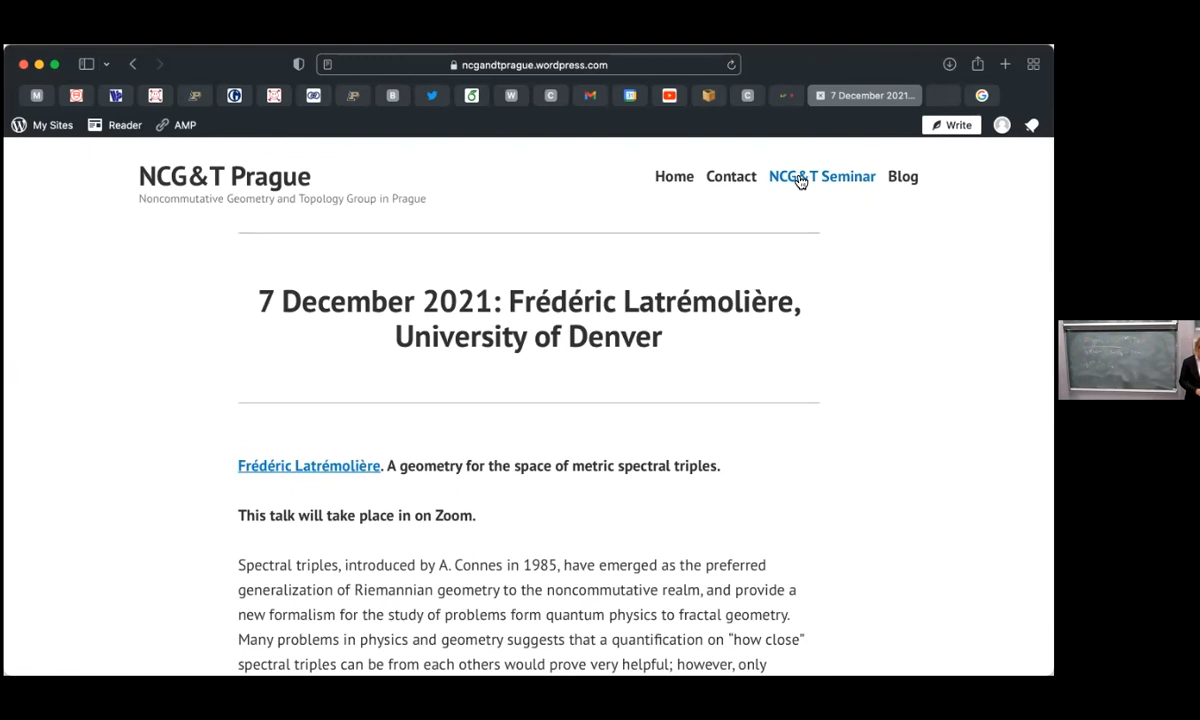 ncgandtprague.wordpress.com
7 December 2021...
My Sites
Reader
AMP
Write
NCG&T Prague
Home
Contact
NCG&T Seminar
Blog
Noncommutative Geometry and Topology Group in Prague
7 December 2021: Frédéric Latrémolière,
University of Denver
Frédéric Latrémolière. A geometry for the space of metric spectral triples.
This talk will take place in on Zoom.
Spectral triples, introduced by A. Connes in 1985, have emerged as the preferred
generalization of Riemannian geometry to the noncommutative realm, and provide a
new formalism for the study of problems form quantum physics to fractal geometry.
Many problems in physics and geometry suggests that a quantification on "how close"
spectral triples can be from each others would prove very helpful; however, only